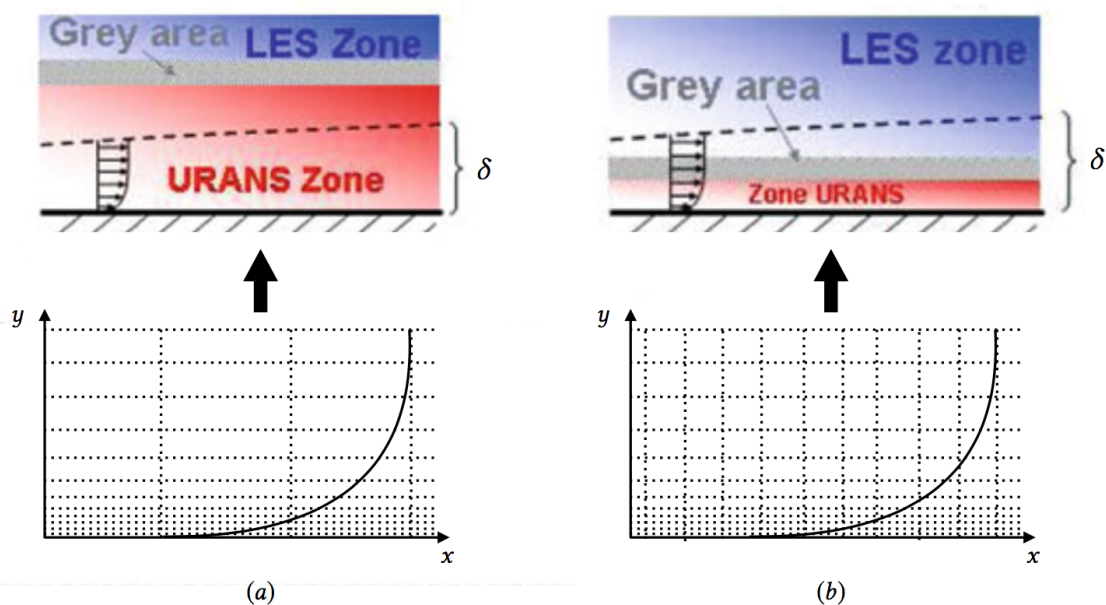 Grey area LES Zone
URANS Zone
δ
y
x
(a)
LES zone
Grey area
Zone URANS
δ
y
x
(b)